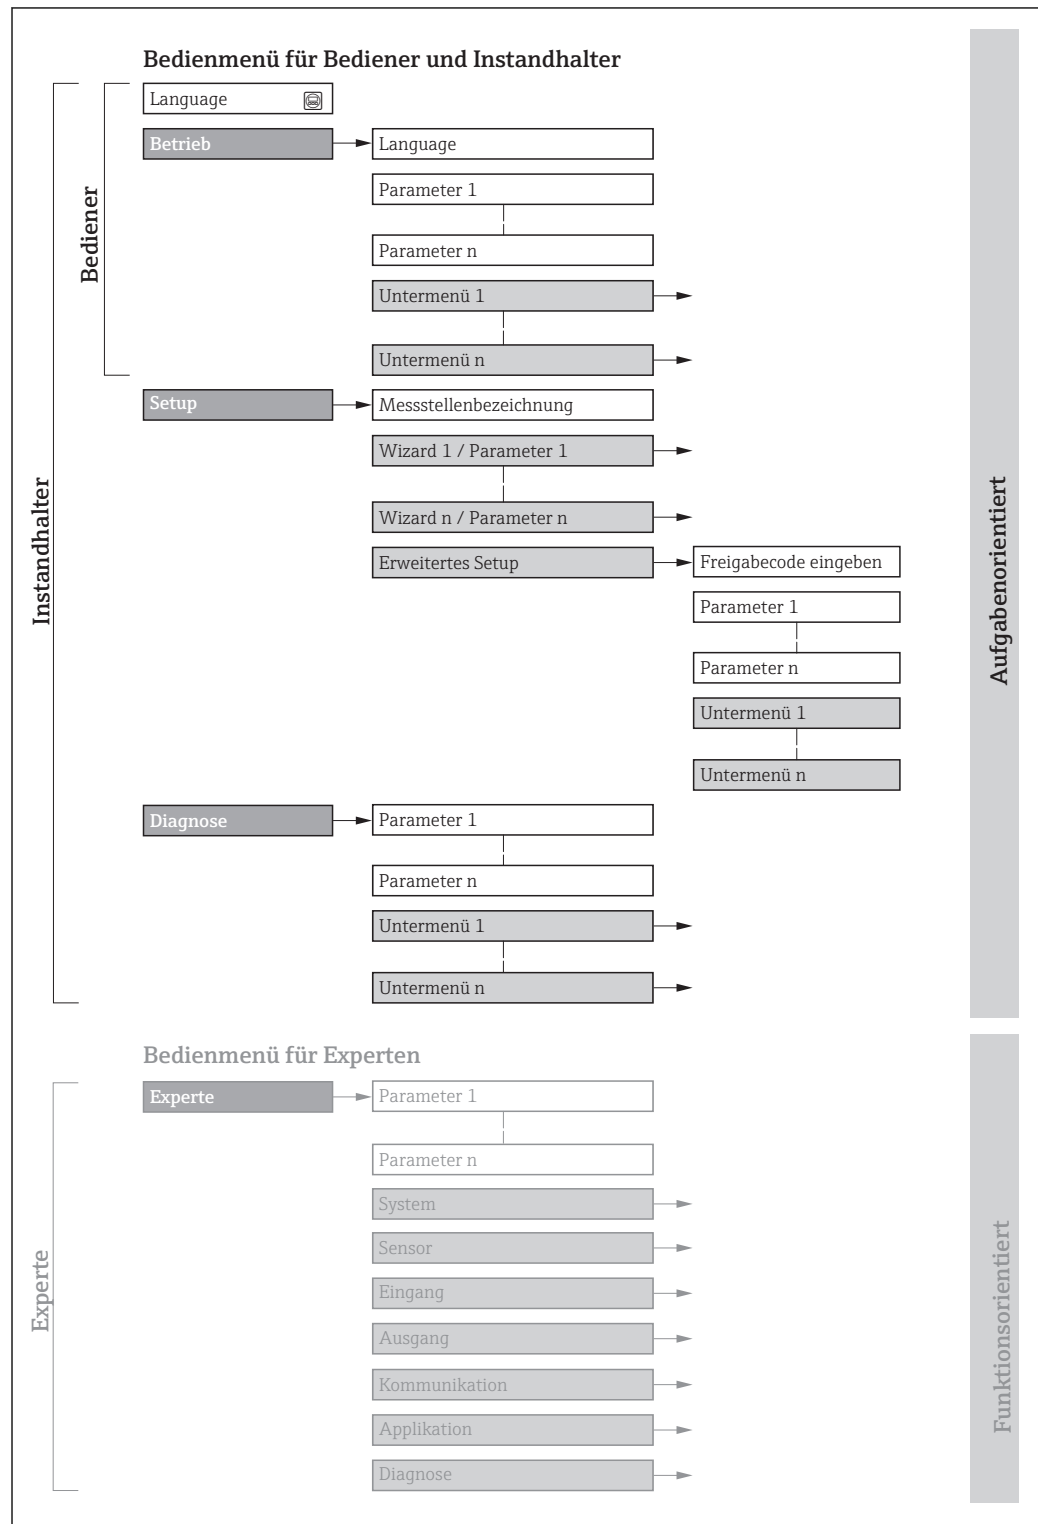 Bedienmenü für Bediener und Instandhalter
Language
Betrieb
Language
Parameter 1
Parameter n
Untermenü 1
Untermenü n
Bediener
Setup
Messstellenbezeichnung
Wizard 1 / Parameter 1
Wizard n / Parameter n
Erweitertes Setup
Freigabecode eingeben
Parameter 1
Parameter n
Untermenü 1
Untermenü n
Instandhalter
Aufgabenorientiert
Diagnose
Parameter 1
Parameter n
Untermenü 1
Untermenü n
Bedienmenü für Experten
Experte
Parameter 1
Parameter n
System
Sensor
Eingang
Ausgang
Kommunikation
Applikation
Diagnose
Experte
Funktionsorientiert